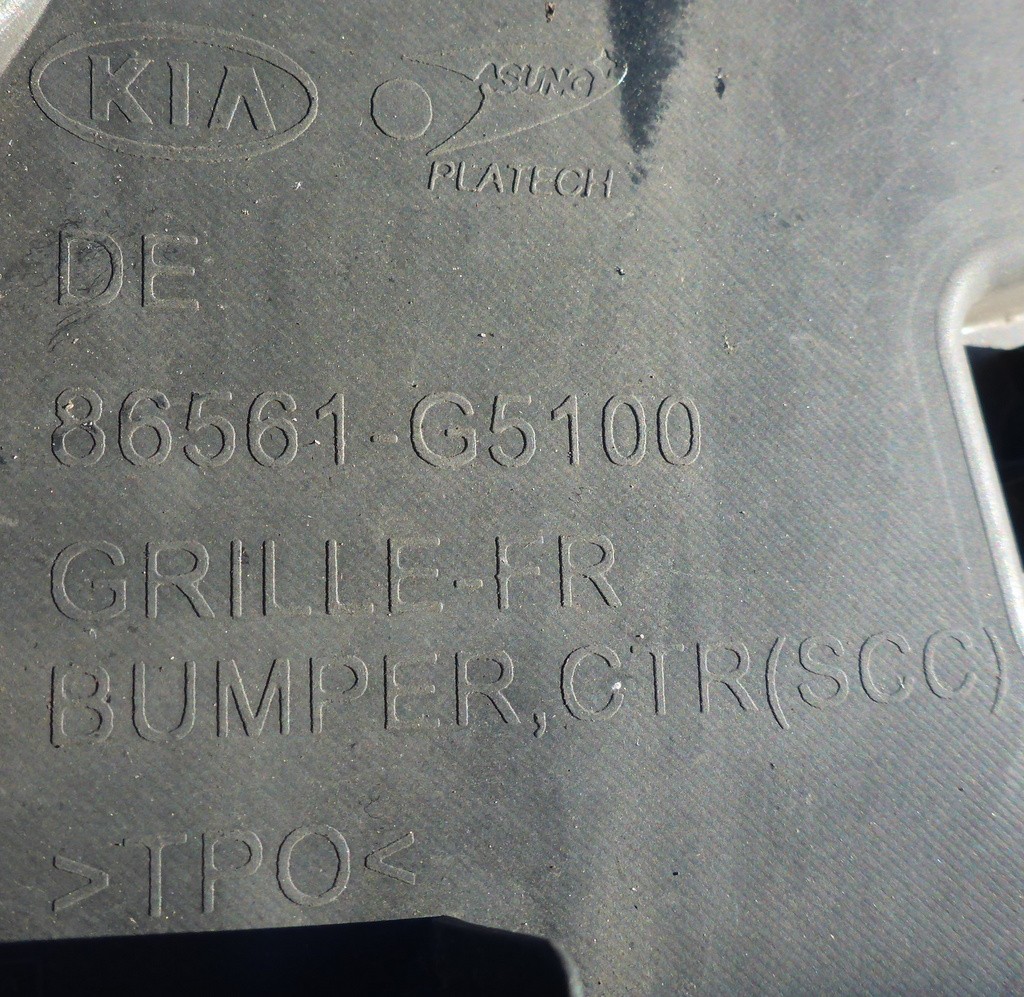 KIA
ASUNG
PLATECH
DE
86561-G5100
GRILLE-FR
BUMPER,CTR(SCC)
>TPO<